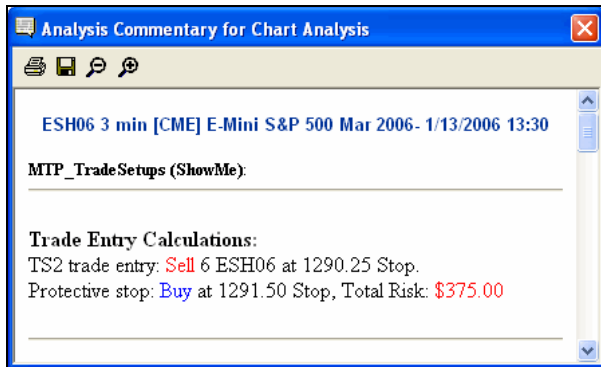 Analysis Commentary for Chart Analysis
ESH06 3 min [CME] E-Mini S&P 500 Mar 2006- 1/13/2006 13:30
MTP_TradeSetups (ShowMe):
Trade Entry Calculations:
TS2 trade entry: Sell 6 ESH06 at 1290.25 Stop.
Protective stop: Buy at 1291.50 Stop, Total Risk: $375.00